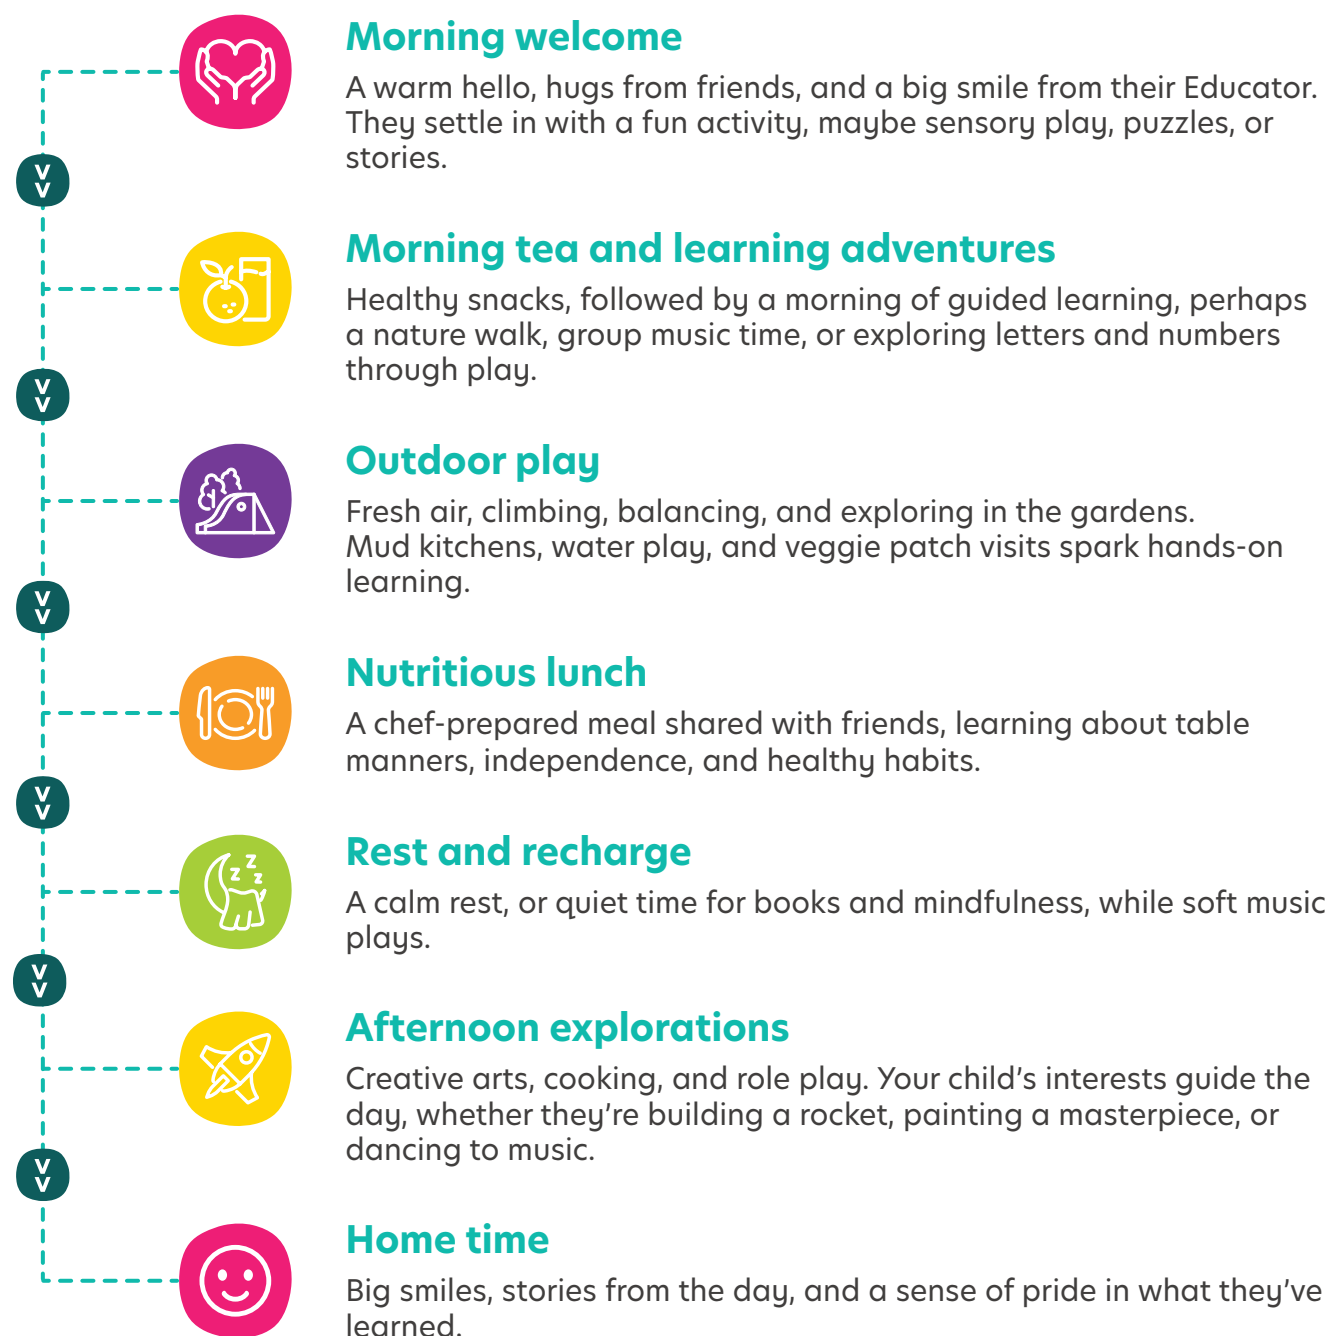 Morning welcome
A warm hello, hugs from friends, and a big smile from their Educator.
They settle in with a fun activity, maybe sensory play, puzzles, or
stories.
Morning tea and learning adventures
Healthy snacks, followed by a morning of guided learning, perhaps
a nature walk, group music time, or exploring letters and numbers
through play.
Outdoor play
Fresh air, climbing, balancing, and exploring in the gardens.
Mud kitchens, water play, and veggie patch visits spark hands-on
learning.
Nutritious lunch
A chef-prepared meal shared with friends, learning about table
manners, independence, and healthy habits.
Rest and recharge
z z z
A calm rest, or quiet time for books and mindfulness, while soft music
plays.
Afternoon explorations
Creative arts, cooking, and role play. Your child's interests guide the
day, whether they're building a rocket, painting a masterpiece, or
dancing to music.
Home time
Big smiles, stories from the day, and a sense of pride in what they've
learned.